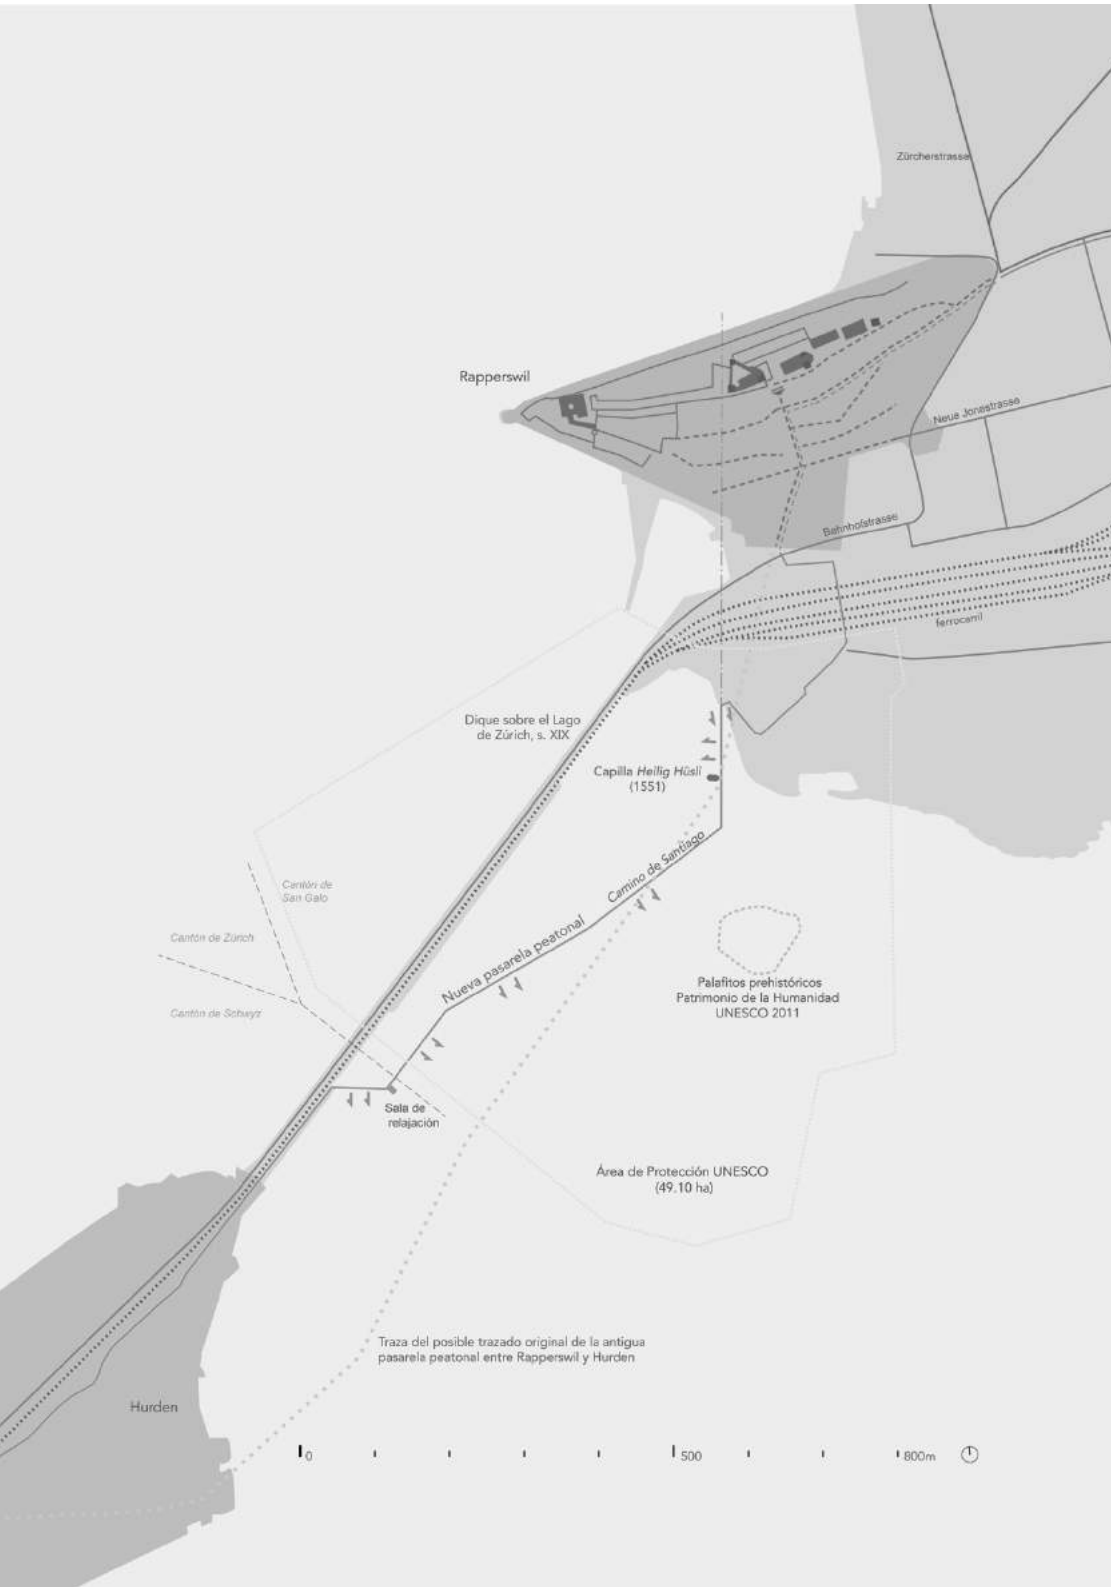 Zürcherstrasse
Rapperswil
Neue Jonastrasse
Bahnhofstrasse
ferrocarril
Dique sobre el Lago
de Zúrich, s. XIX
Capilla Heilig Hüsli
(1551)
Camino de Santiago
Cantón de
San Galo
Nueva pasarela peatonal
Cantón de Zúrich
Palafitos prehistóricos
Patrimonio de la Humanidad
UNESCO 2011
Cantón de Schwyz
Sala de
relajación
Área de Protección UNESCO
(49.10 ha)
Traza del posible trazado original de la antigua
pasarela peatonal entre Rapperswil y Hurden
Hurden
0 500 800m